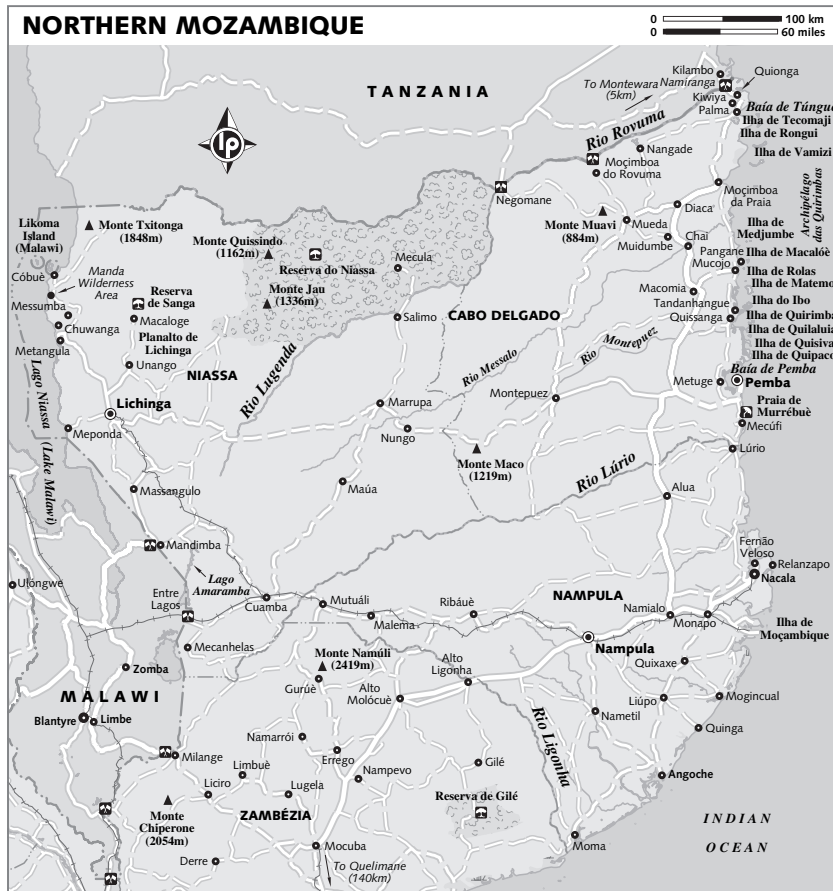 NORTHERN MOZAMBIQUE
0 100 km
0 60 miles
TANZANIA
To Montewara
(5km)
Kilambo
Namiranga
Quionga
Kiwiya
Palma
Baía de Túngue
Ilha de Tecomaji
Ilha de Rongui
Ilha de Vamizi
lp
Rio Rovuma
Nangade
Moçimboa
do Rovuma
Negomane
Moçimboa
da Praia
Archipélago
das Quirimbas
Likoma
Island
(Malawi)
Monte Txitonga
(1848m)
Monte Quissindo
(1162m)
Reserva do Niassa
Mecula
Monte Muavi
(884m)
Diaca
Mueda
Muidumbe
Chai
Ilha de
Medjumbe
Pangane
Mucojo
Ilha de Macalóè
Ilha de Rolas
Ilha de Matemo
Cóbuè
Manda
Wilderness
Area
Messumba
Chuwanga
Metangula
Reserva
de Sanga
Macaloge
Planalto de
Lichinga
Unango
Monte Jau
(1336m)
Salimo
CABO DELGADO
Macomia
Tandanhangue
Quissanga
Ilha do Ibo
Ilha de Quirimba
Ilha de Quilaluia
Ilha de Quisiva
Ilha de Quipaco
NIASSA
Rio Lugenda
Rio Messalo
Rio Montepuez
Baía de Pemba
Metuge
Pemba
Lago Niassa (Lake Malawi)
Lichinga
Meponda
Marrupa
Nungo
Montepuez
Praia de
Murrébuè
Mecúfi
Monte Maco
(1219m)
Lúrio
Massangulo
Maúa
Rio Lúrio
Alua
Mandimba
Lago
Amaramba
Fernão
Veloso
Relanzapo
Nacala
Ulongwe
Entre
Lagos
Cuamba
Mutuáli
Malema
Ribáuè
NAMPULA
Namialo
Monapo
Ilha de
Moçambique
Mecanhelas
Nampula
Zomba
Monte Namúli
(2419m)
Gurúe
Alto
Molócuè
Alto
Ligonha
Quixaxe
MALAWI
Blantyre
Limbe
Rio Ligonha
Liúpo
Mogincual
Nametil
Quinga
Milange
Namarrói
Errego
Limbuè
Nampevo
Gilé
Angoche
Liciro
Lugela
Monte
Chiperone
(2054m)
ZAMBÉZIA
Reserva de Gilé
INDIAN
OCEAN
Derre
Mocuba
Moma
To Quelimane
(140km)